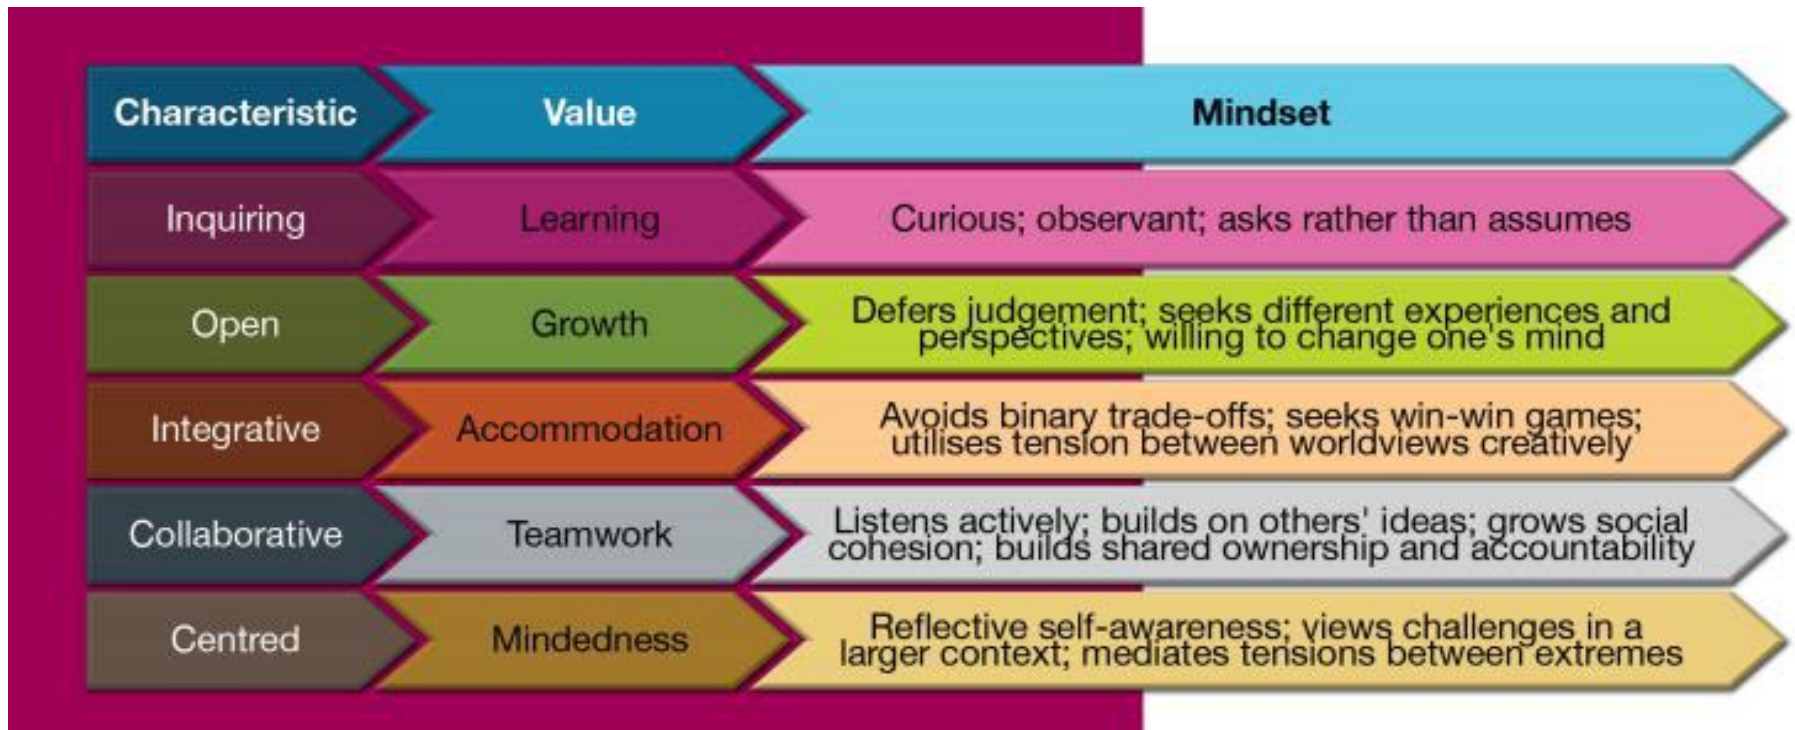 Characteristic
Value
Mindset
Inquiring
Learning
Curious; observant; asks rather than assumes
Open
Growth
Defers judgement; seeks different experiences and
perspectives; willing to change one's mind
Integrative
Accommodation
Avoids binary trade-offs; seeks win-win games;
utilises tension between worldviews creatively
Collaborative
Teamwork
Listens actively; builds on others' ideas; grows social
cohesion; builds shared ownership and accountability
Centred
Mindedness
Reflective self-awareness; views challenges in a
larger context; mediates tensions between extremes